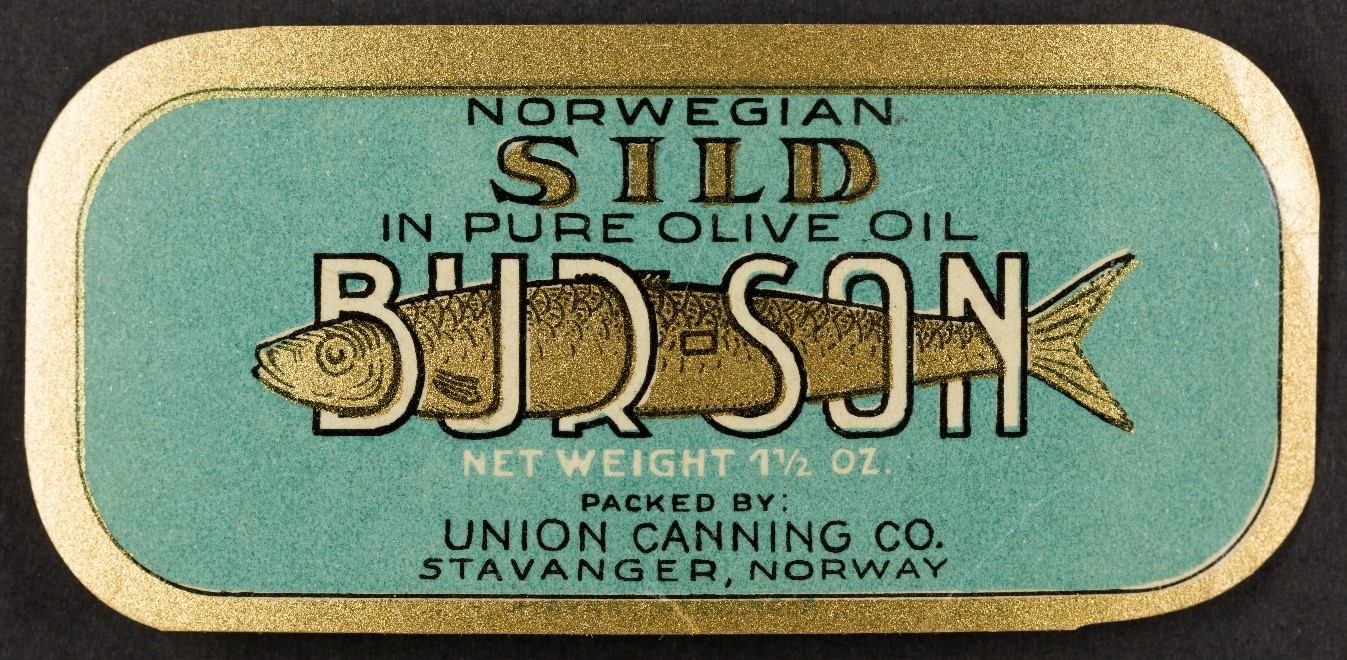 NORWEGIAN
SILD
IN PURE OLIVE OIL
BUR-SON
NET WEIGHT 1½ OZ.
PACKED BY:
UNION CANNING CO.
STAVANGER, NORWAY